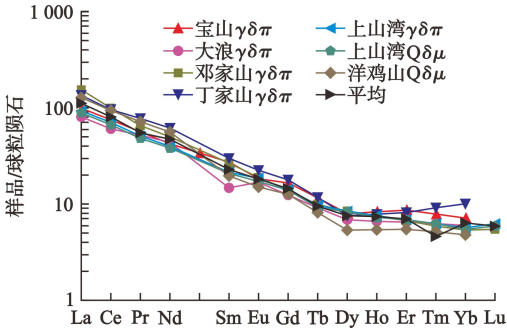 1 000
100
10
1
样品/球粒陨石
宝山γδπ
上山湾γδπ
大浪γδπ
上山湾Qδμ
邓家山γδπ
洋鸡山Qδμ
丁家山γδπ
平均
La Ce Pr Nd Sm Eu Gd Tb Dy Ho Er Tm Yb Lu